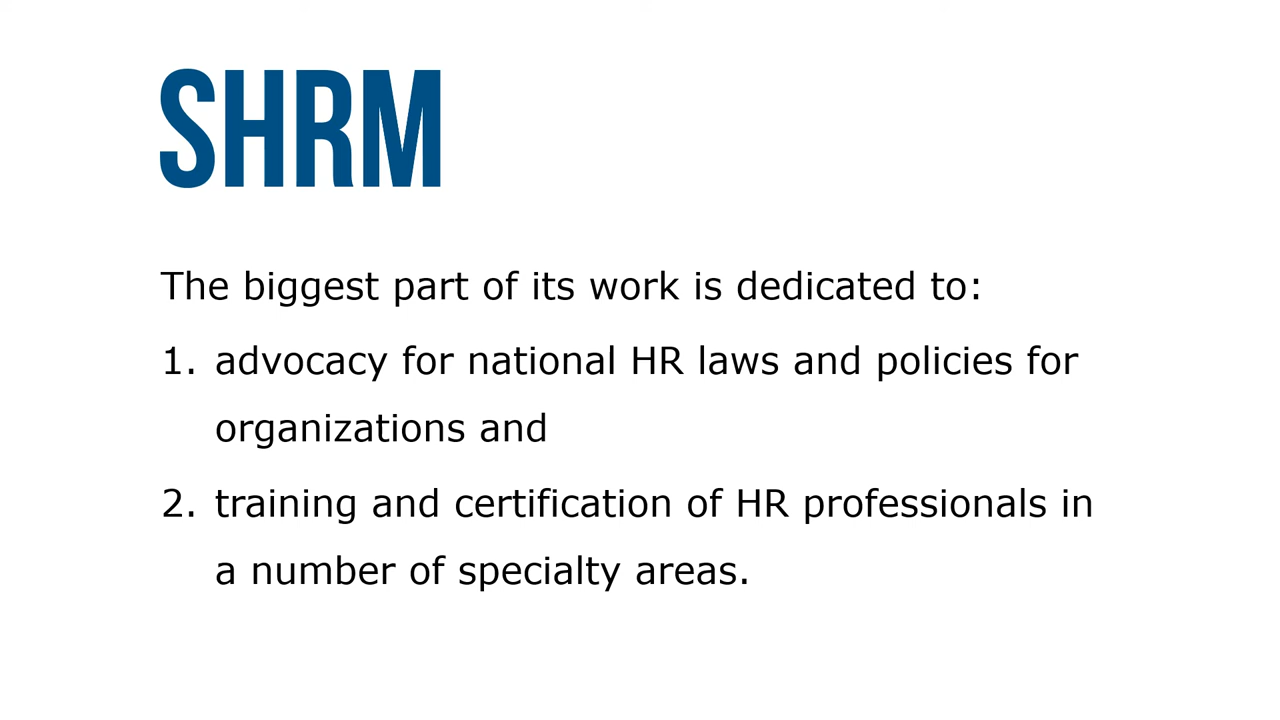 SHRM
The biggest part of its work is dedicated to:
1. advocacy for national HR laws and policies for
organizations and
2. training and certification of HR professionals in
a number of specialty areas.